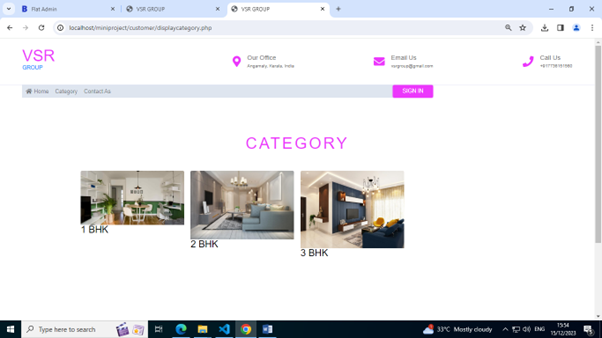 Flat Admin
VSR GROUP
VSR GROUP
localhost/miniproject/customer/displaycategory.php
VSR
GROUP
Our Office
Angamaly, Kerala, India
Email Us
vsrgroup@gmail.com
Call Us
Home
Category
Contact As
SIGN IN
CATEGORY
1 BHK
2 BHK
3 BHK
Type here to search
33°C Mostly cloudy
ENG
15:54
15/12/2023